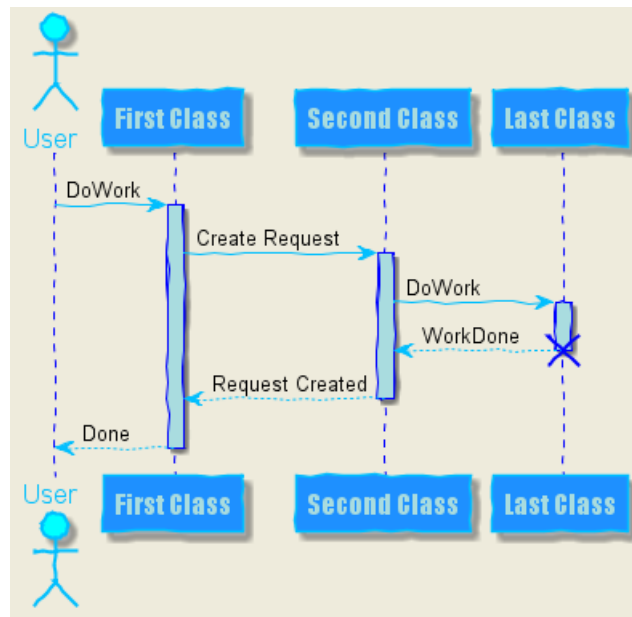 First Class
Second Class
Last Class
User
DoWork
Create Request
DoWork
WorkDone
Request Created
Done
User
First Class
Second Class
Last Class